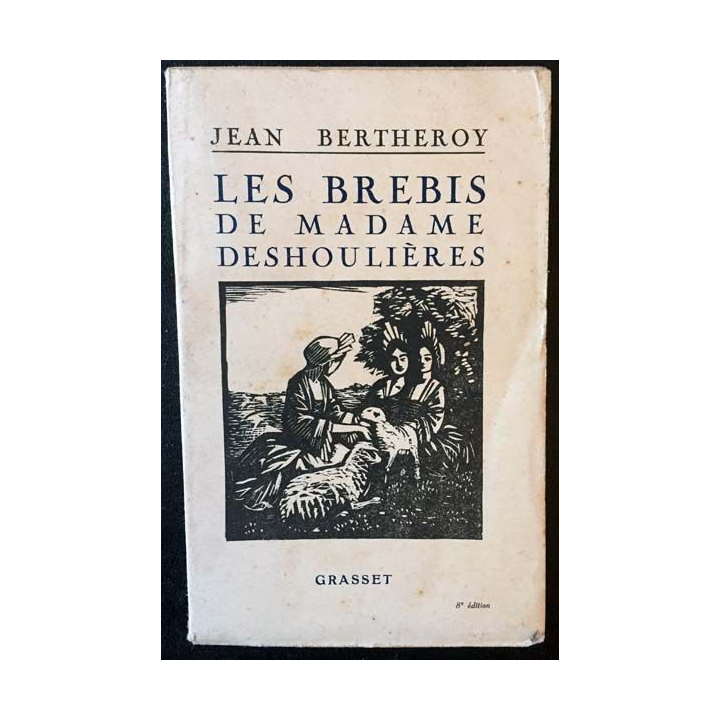 JEAN BERTHEROY
LES BREBIS
DE MADAME
DESHOULIÈRES
GRASSET
8e édition